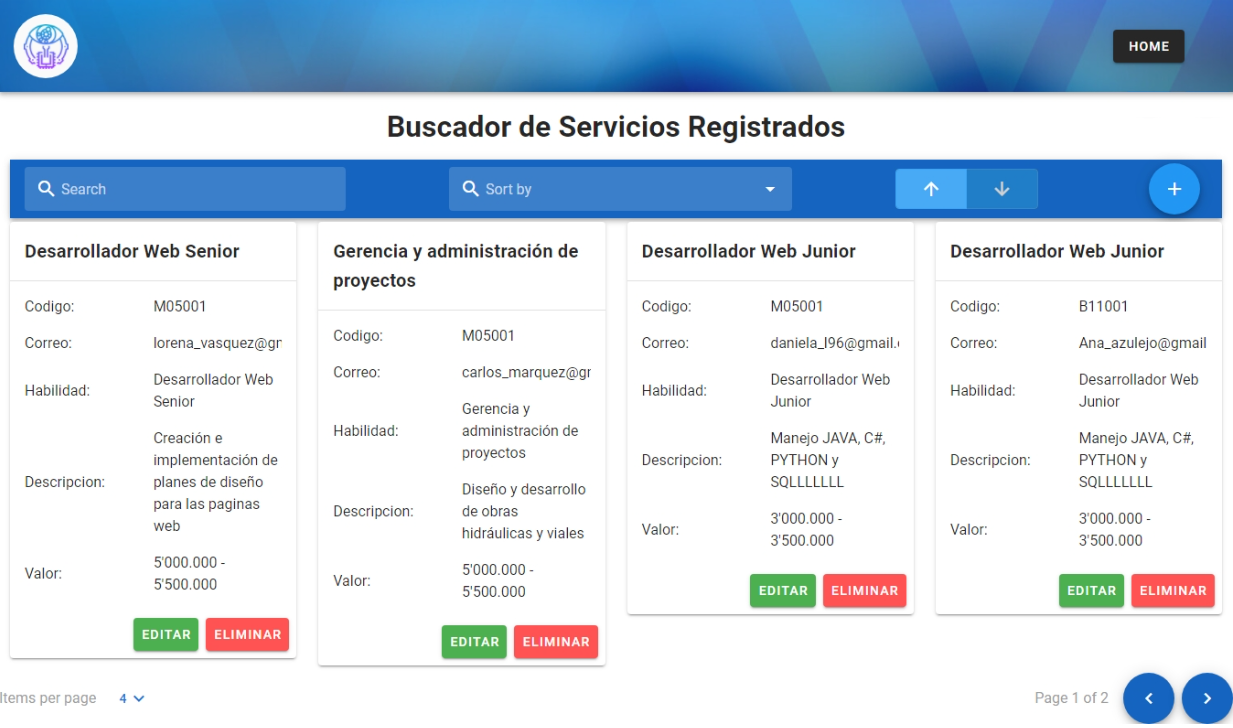 HOME
Buscador de Servicios Registrados
Search
Sort by
Desarrollador Web Senior
Codigo: M05001
Correo: lorena_vasquez@gm
Habilidad: Desarrollador Web
Senior
Descripcion: Creación e
implementación de
planes de diseño
para las paginas
web
Valor: 5'000.000 -
5'500.000
EDITAR ELIMINAR
Gerencia y administración de
proyectos
Codigo: M05001
Correo: carlos_marquez@gm
Habilidad: Gerencia y
administración de
proyectos
Descripcion: Diseño y desarrollo
de obras
hidráulicas y viales
Valor: 5'000.000 -
5'500.000
EDITAR ELIMINAR
Desarrollador Web Junior
Codigo: M05001
Correo: daniela_l96@gmail.
Habilidad: Desarrollador Web
Junior
Descripcion: Manejo JAVA, C#,
PYTHON y
SQLLLLLLL
Valor: 3'000.000 -
3'500.000
EDITAR ELIMINAR
Desarrollador Web Junior
Codigo: B11001
Correo: Ana_azulejo@gmail
Habilidad: Desarrollador Web
Junior
Descripcion: Manejo JAVA, C#,
PYTHON y
SQLLLLLLL
Valor: 3'000.000 -
3'500.000
EDITAR ELIMINAR
Items per page 4
Page 1 of 2